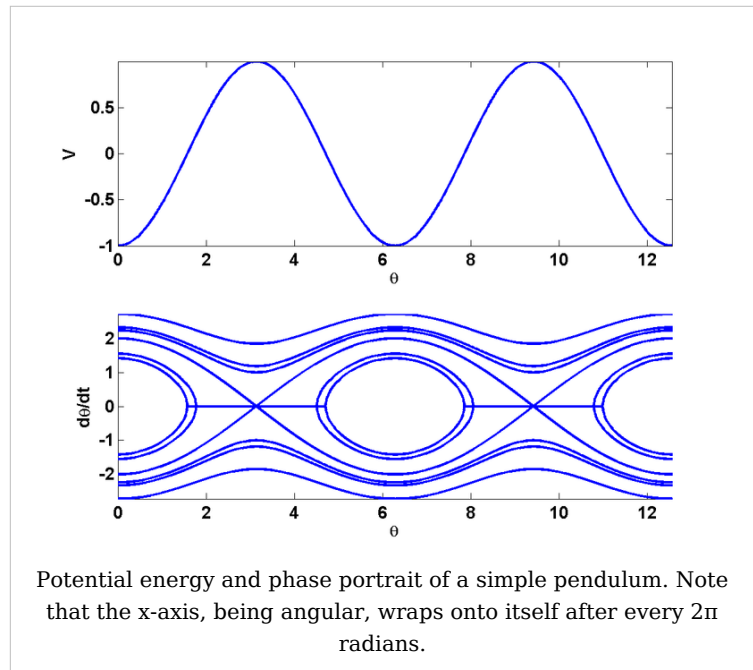 0.5
0
-0.5
-1
V
0 2 4 6 8 10 12
θ
2
1
0
-1
-2
dθ/dt
0 2 4 6 8 10 12
θ
Potential energy and phase portrait of a simple pendulum. Note
that the x-axis, being angular, wraps onto itself after every 2π
radians.